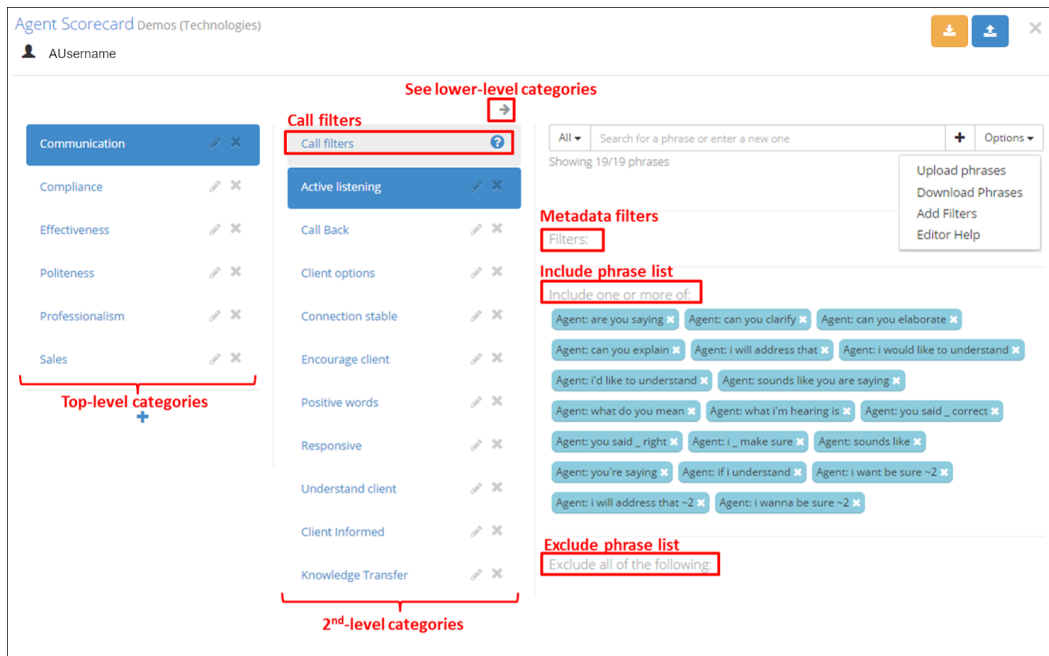 Agent Scorecard Demos (Technologies)
AUsername
See lower-level categories
Call filters
Communication
Compliance
Effectiveness
Politeness
Professionalism
Sales
Top-level categories
Call filters
Active listening
Call Back
Client options
Connection stable
Encourage client
Positive words
Responsive
Understand client
Client Informed
Knowledge Transfer
2nd-level categories
All Search for a phrase or enter a new one Options
Showing 19/19 phrases
Upload phrases
Download Phrases
Add Filters
Editor Help
Metadata filters
Filters:
Include phrase list
Include one or more of:
Agent: are you saying Agent: can you clarify Agent: can you elaborate
Agent: can you explain Agent: i will address that Agent: i would like to understand
Agent: i'd like to understand Agent: sounds like you are saying
Agent: what do you mean Agent: what i'm hearing is Agent: you said _ correct
Agent: you said _ right Agent: i _ make sure Agent: sounds like
Agent: you're saying Agent: if i understand Agent: i want be sure ~2
Agent: i will address that ~2 Agent: i wanna be sure ~2
Exclude phrase list
Exclude all of the following: